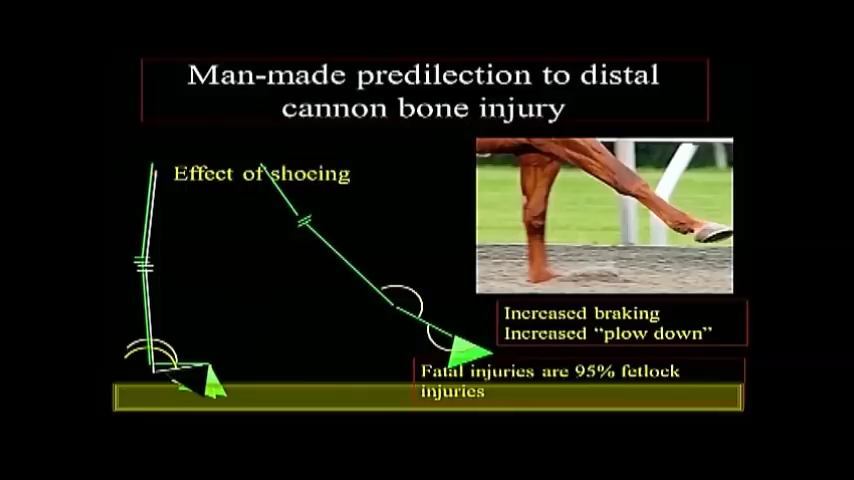 Man-made predilection to distal
cannon bone injury
Effect of shoeing
Increased braking
Increased “plow down”
Fatal injuries are 95% fetlock
injuries